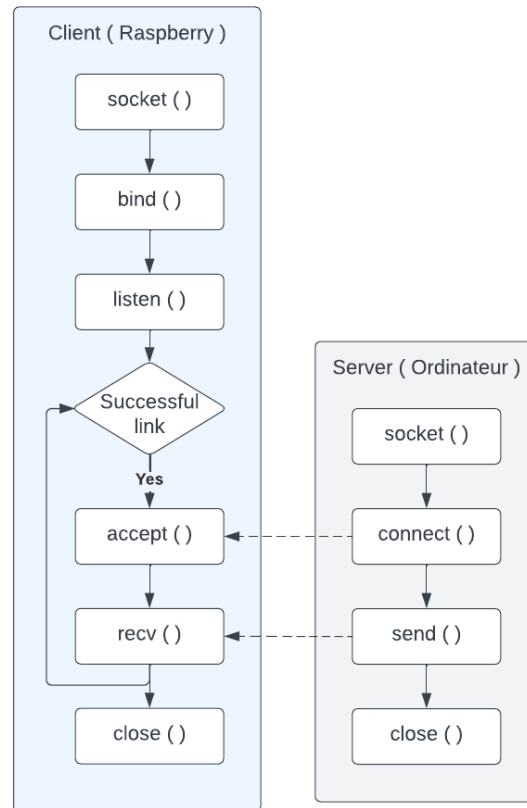 Client ( Raspberry )
socket ( )
bind ( )
listen ( )
Successful
link
Yes
accept ( )
recv ( )
close ( )
Server ( Ordinateur )
socket ( )
connect ( )
send ( )
close ( )